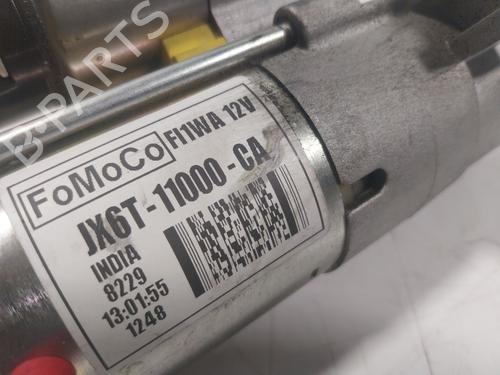 B-PARTS
FoMoCo FI1WA 12V
JX6T-11000-CA
INDIA
8229
13:01:55
1248